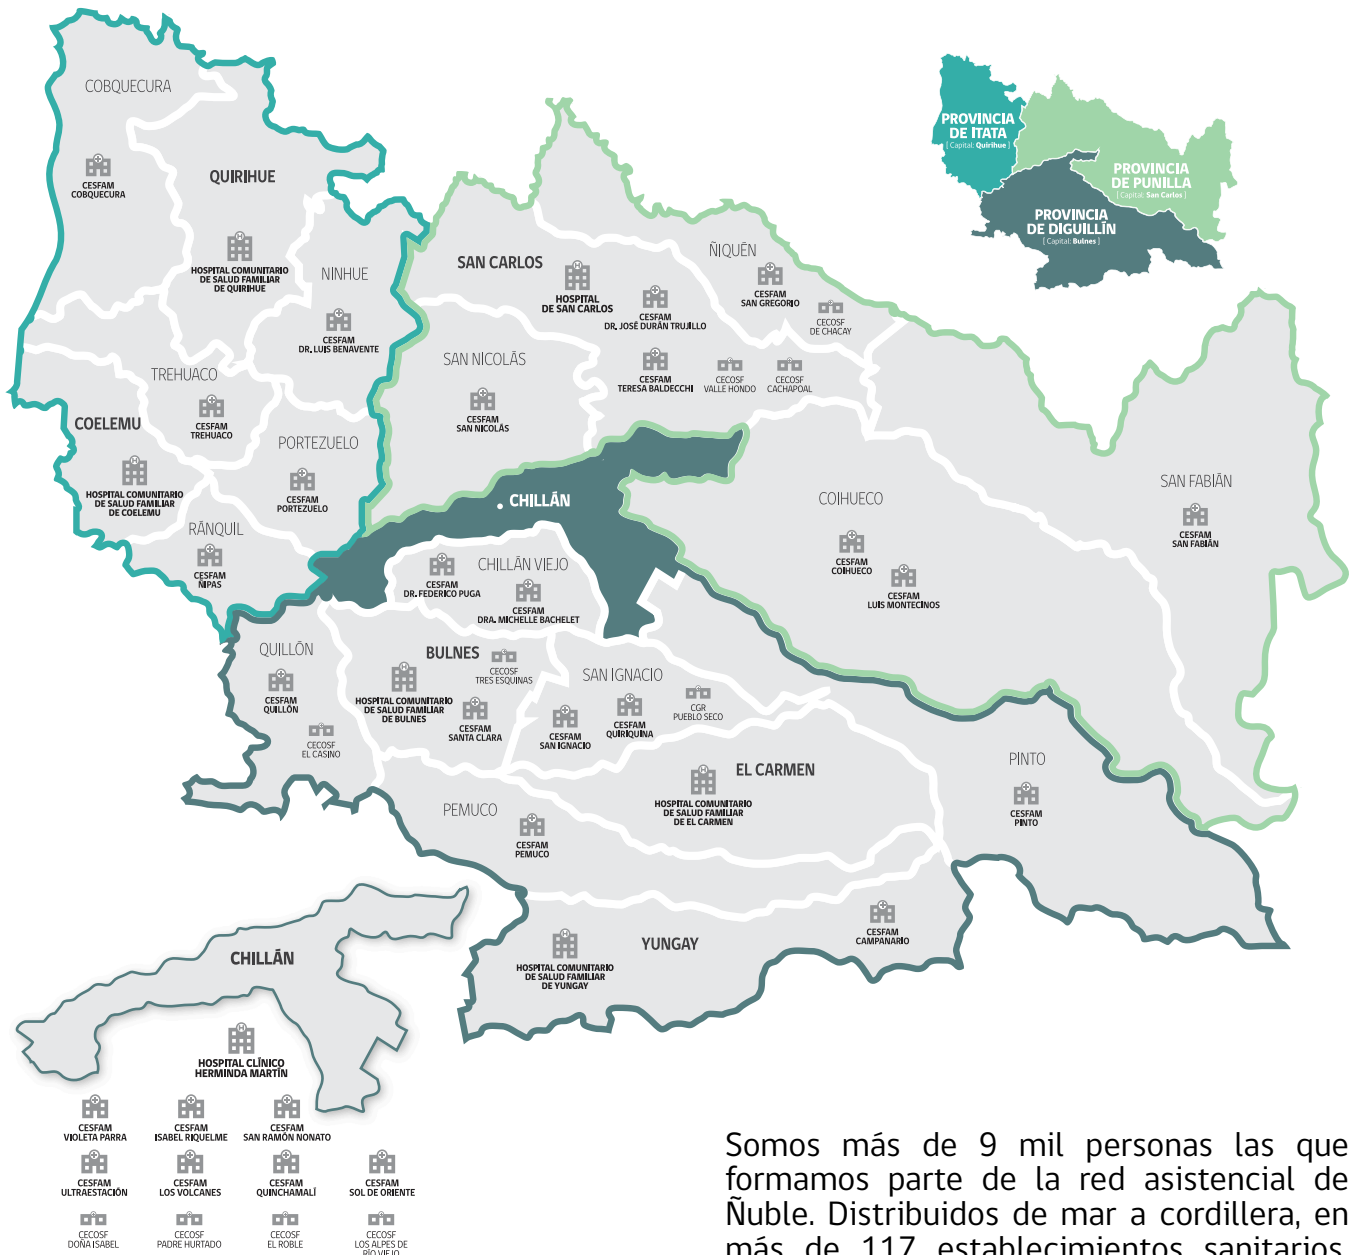 COBQUECURA
CESFAM
COBQUECURA
QUIRIHUE
HOSPITAL COMUNITARIO
DE SALUD FAMILIAR
DE QUIRIHUE
NINHUE
CESFAM
DR. LUIS BENAVENTE
TREHUACO
CESFAM
TREHUACO
COELEMU
HOSPITAL COMUNITARIO
DE SALUD FAMILIAR
DE COELEMU
PORTEZUELO
CESFAM
PORTEZUELO
RÁNQUIL
CESFAM
ÑIPAS
PROVINCIA
DE ITATA
[ Capital: Quirihue ]
PROVINCIA
DE PUNILLA
[ Capital: San Carlos ]
PROVINCIA
DE DIGUILLÍN
[ Capital: Bulnes ]
SAN CARLOS
HOSPITAL
DE SAN CARLOS
CESFAM
DR. JOSÉ DURÁN TRUJILLO
CESFAM
TERESA BALDECCHI
CECOSF
VALLE HONDO
CECOSF
CACHAPOAL
ÑIQUÉN
CESFAM
SAN GREGORIO
CECOSF
DE CHACAY
SAN NICOLÁS
CESFAM
SAN NICOLÁS
COIHUECO
CESFAM
COIHUECO
CESFAM
LUIS MONTECINOS
SAN FABIÁN
CESFAM
SAN FABIÁN
CHILLÁN
CHILLÁN VIEJO
CESFAM
DR. FEDERICO PUGA
CESFAM
DRA. MICHELLE BACHELET
QUILLÓN
CESFAM
QUILLÓN
CECOSF
EL CASINO
BULNES
HOSPITAL COMUNITARIO
DE SALUD FAMILIAR
DE BULNES
CECOSF
TRES ESQUINAS
CESFAM
SANTA CLARA
SAN IGNACIO
CESFAM
SAN IGNACIO
CESFAM
QUIRIQUINA
CGR
PUEBLO SECO
EL CARMEN
HOSPITAL COMUNITARIO
DE SALUD FAMILIAR
DE EL CARMEN
PINTO
CESFAM
PINTO
PEMUCO
CESFAM
PEMUCO
YUNGAY
HOSPITAL COMUNITARIO
DE SALUD FAMILIAR
DE YUNGAY
CESFAM
CAMPANARIO
CHILLÁN
HOSPITAL CLÍNICO
HERMINDA MARTÍN
CESFAM
VIOLETA PARRA
CESFAM
ISABEL RIQUELME
CESFAM
SAN RAMÓN NONATO
CESFAM
ULTRAESTACIÓN
CESFAM
LOS VOLCANES
CESFAM
QUINCHAMALÍ
CESFAM
SOL DE ORIENTE
CECOSF
DOÑA ISABEL
CECOSF
PADRE HURTADO
CECOSF
EL ROBLE
CECOSF
LOS ALPES DE
RÍO VIEJO
Somos más de 9 mil personas las que
formamos parte de la red asistencial de
Ñuble. Distribuidos de mar a cordillera, en
más de 117 establecimientos sanitarios,